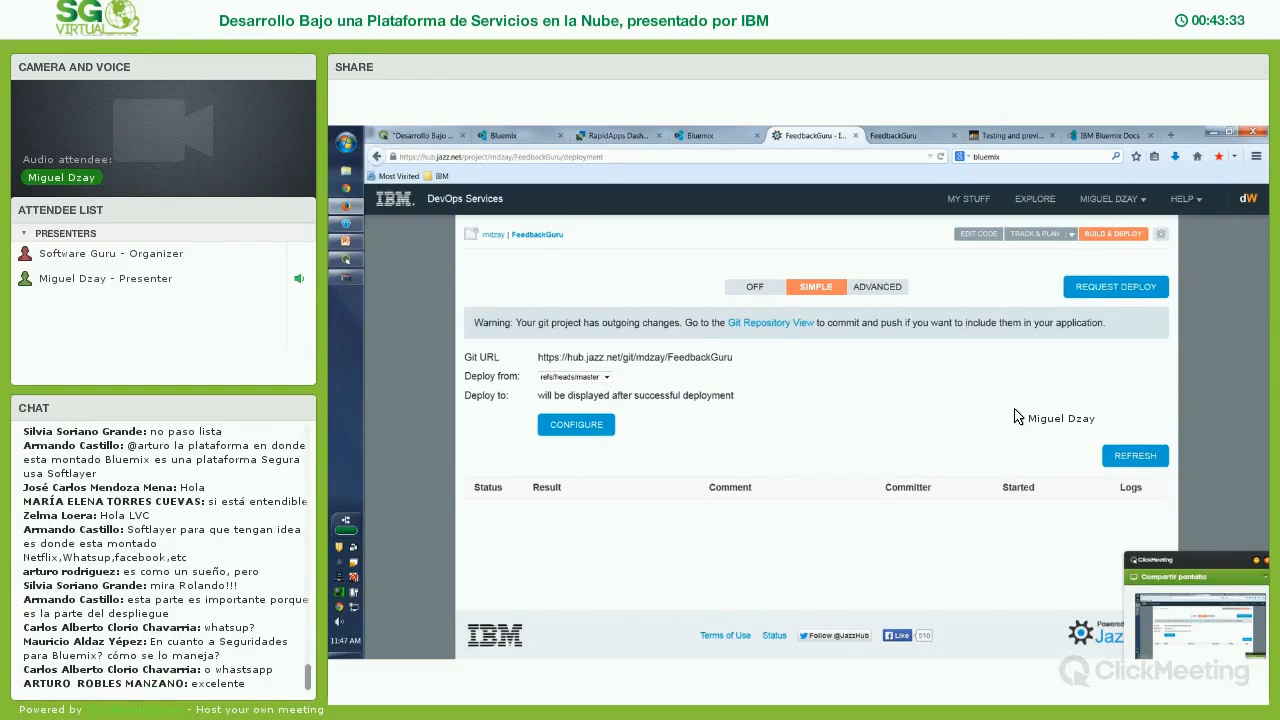 SG
VIRTUAL
Desarrollo Bajo una Plataforma de Servicios en la Nube, presentado por IBM
00:43:33
CAMERA AND VOICE
Audio attendee:
Miguel Dzay
ATTENDEE LIST
PRESENTERS
Software Guru - Organizer
Miguel Dzay - Presenter
CHAT
Silvia Soriano Grande: no paso lista
Armando Castillo: @arturo la plataforma en donde
esta montado Bluemix es una plataforma Segura
usa Softlayer
José Carlos Mendoza Mena: Hola
MARÍA ELENA TORRES CUEVAS: si está entendible
Zelma Loera: Hola LVC
Armando Castillo: Softlayer para que tengan idea
es donde esta montado
Netflix,Whatsup,facebook,etc
arturo rodriguez: es como un sueño, pero
Silvia Soriano Grande: mira Rolando!!!
Armando Castillo: esta parte es importante porque
es la parte del despliegue
Carlos Alberto Clorio Chavarria: whatsup?
Mauricio Aldaz Yépez: En cuanto a Seguridades
para Bluemix? cómo se lo maneja?
Carlos Alberto Clorio Chavarria: o whastsapp
ARTURO ROBLES MANZANO: excelente
Powered by ClickMeeting.com - Host your own meeting
SHARE
"Desarrollo Bajo ...
Bluemix
RapidApps Dash...
Bluemix
FeedbackGuru - I...
FeedbackGuru
Testing and previ...
IBM Bluemix Docs
https://hub.jazz.net/project/mdzay/FeedbackGuru/deployment
bluemix
Most Visited
IBM
IBM
DevOps Services
MY STUFF
EXPLORE
MIGUEL DZAY
HELP
dW
mdzay | FeedbackGuru
EDIT CODE
TRACK & PLAN
BUILD & DEPLOY
OFF
SIMPLE
ADVANCED
REQUEST DEPLOY
Warning: Your git project has outgoing changes. Go to the Git Repository View to commit and push if you want to include them in your application.
Git URL
https://hub.jazz.net/git/mdzay/FeedbackGuru
Deploy from:
refs/heads/master
Deploy to:
will be displayed after successful deployment
CONFIGURE
Miguel Dzay
REFRESH
Status
Result
Comment
Committer
Started
Logs
11:47 AM
IBM
Terms of Use
Status
Follow @JazzHub
Like
510
Powered
Jaz
ClickMeeting
Compartir pantalla
ClickMeeting